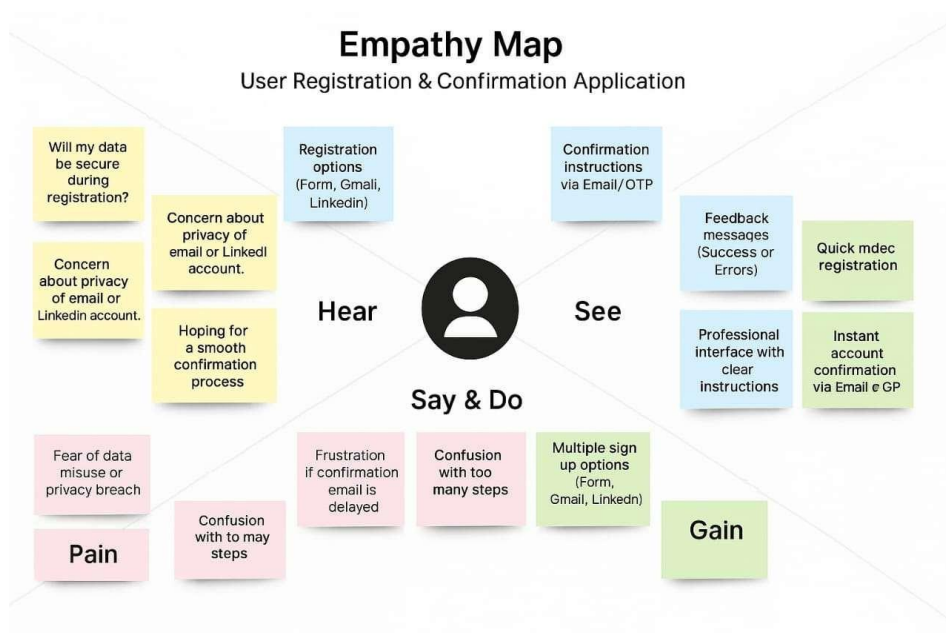 Empathy Map
User Registration & Confirmation Application
Will my data
be secure
during
registration?
Concern about
privacy of
email or LinkedI
account.
Concern
about privacy
of email or
Linkedin account.
Hoping for
a smooth
confirmation
process
Registration
options
(Form, Gmali,
Linkedin)
Confirmation
instructions
via Email/OTP
Feedback
messaqes
(Success or
Errors)
Quick mdec
registration
Professional
interface with
clear
instructions
Instant
account
confirmation
via Email e GP
Hear
See
Say & Do
Fear of data
misuse or
privacy breach
Pain
Confusion
with to may
steps
Frustration
if confirmation
email is
delayed
Confusion
with too
many steps
Multiple sign
up options
(Form,
Gmail, Linkedn)
Gain